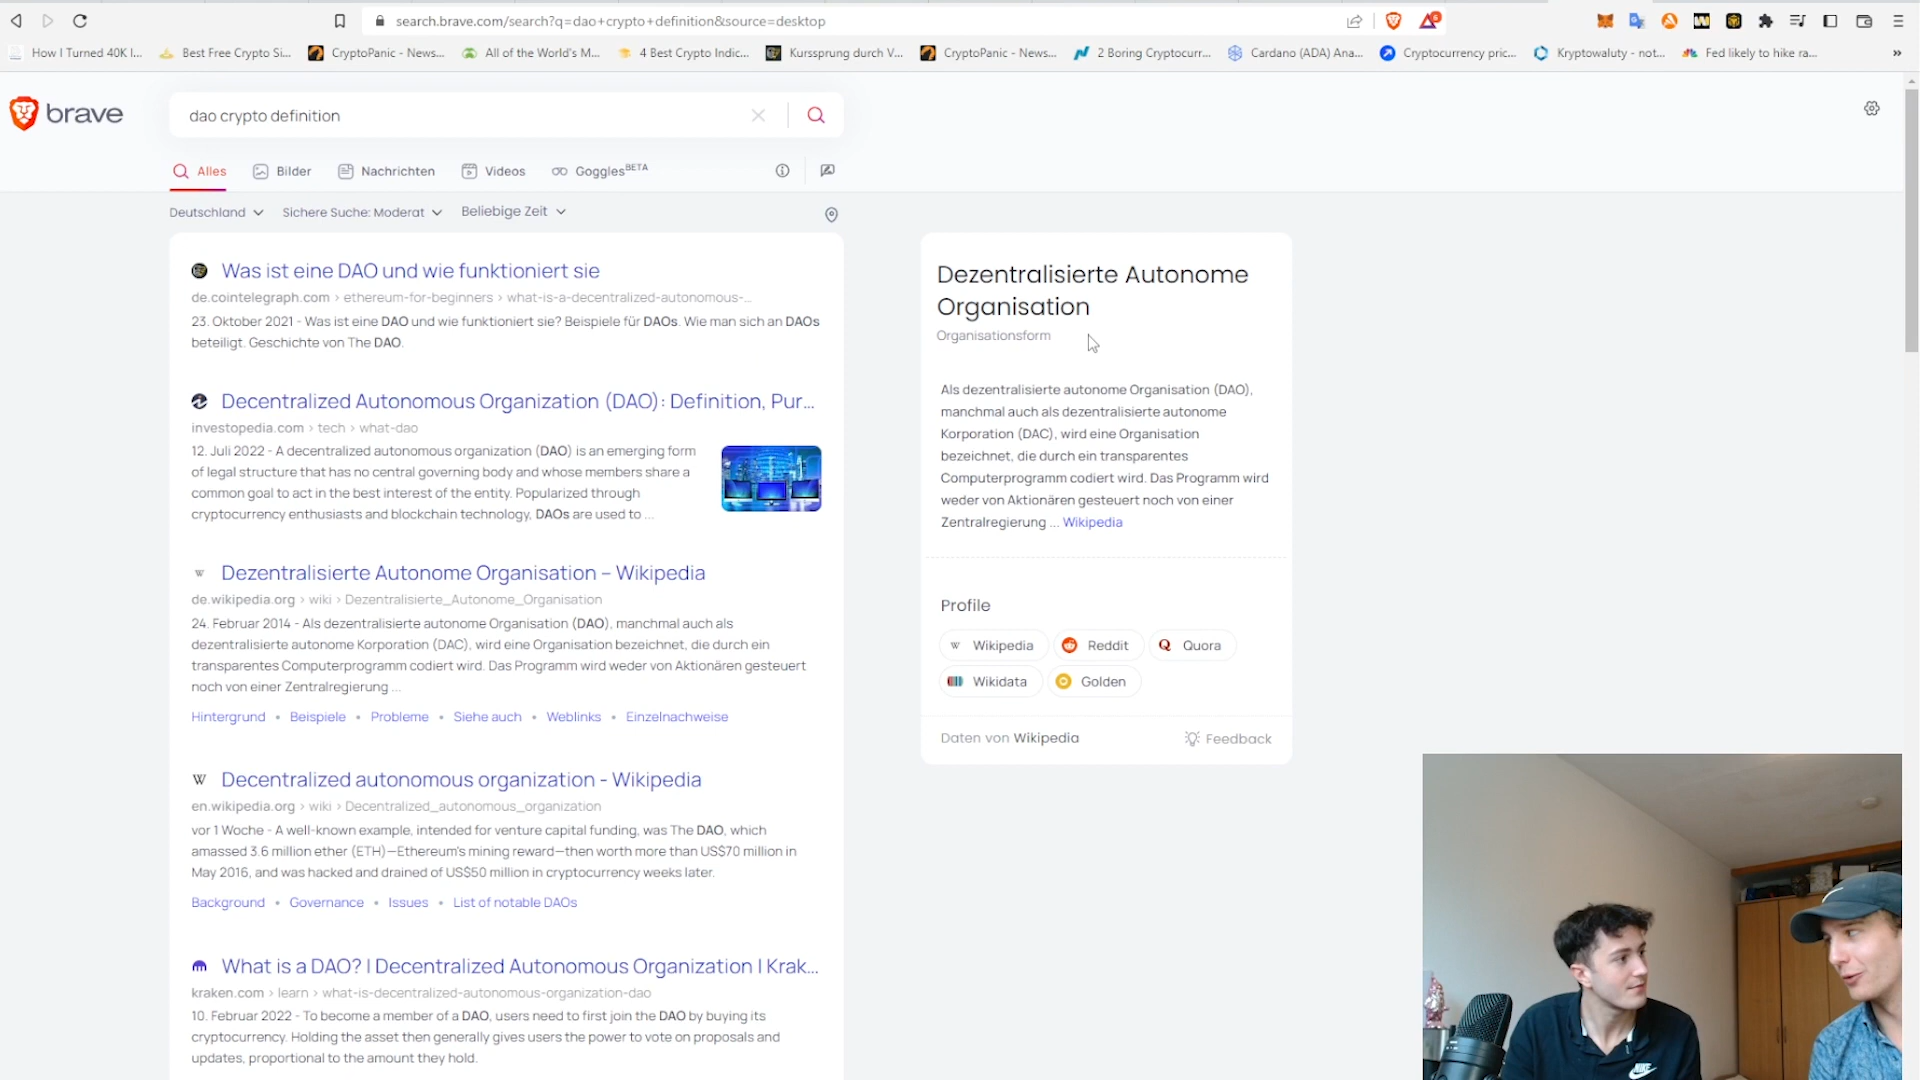 search.brave.com/search?q=dao+crypto+definition&source=desktop
How I Turned 40K I...
Best Free Crypto Si...
CryptoPanic - News...
All of the World's M...
4 Best Crypto Indic...
Kurssprung durch V...
CryptoPanic - News...
2 Boring Cryptocurr...
Cardano (ADA) Ana...
Cryptocurrency pric...
Kryptowaluty - not...
Fed likely to hike ra...
brave
dao crypto definition
Alles
Bilder
Nachrichten
Videos
Goggles BETA
Deutschland
Sichere Suche: Moderat
Beliebige Zeit
Was ist eine DAO und wie funktioniert sie
de.cointelegraph.com › ethereum-for-beginners › what-is-a-decentralized-autonomous-...
23. Oktober 2021 - Was ist eine DAO und wie funktioniert sie? Beispiele für DAOs. Wie man sich an DAOs
beteiligt. Geschichte von The DAO.
Decentralized Autonomous Organization (DAO): Definition, Pur...
investopedia.com › tech › what-dao
12. Juli 2022 - A decentralized autonomous organization (DAO) is an emerging form
of legal structure that has no central governing body and whose members share a
common goal to act in the best interest of the entity. Popularized through
cryptocurrency enthusiasts and blockchain technology, DAOs are used to ...
Dezentralisierte Autonome Organisation – Wikipedia
de.wikipedia.org › wiki › Dezentralisierte_Autonome_Organisation
24. Februar 2014 - Als dezentralisierte autonome Organisation (DAO), manchmal auch als
dezentralisierte autonome Korporation (DAC), wird eine Organisation bezeichnet, die durch ein
transparentes Computerprogramm codiert wird. Das Programm wird weder von Aktionären gesteuert
noch von einer Zentralregierung ...
Hintergrund • Beispiele • Probleme • Siehe auch • Weblinks • Einzelnachweise
Decentralized autonomous organization - Wikipedia
en.wikipedia.org › wiki › Decentralized_autonomous_organization
vor 1 Woche - A well-known example, intended for venture capital funding, was The DAO, which
amassed 3.6 million ether (ETH)—Ethereum's mining reward—then worth more than US$70 million in
May 2016, and was hacked and drained of US$50 million in cryptocurrency weeks later.
Background • Governance • Issues • List of notable DAOs
What is a DAO? | Decentralized Autonomous Organization | Krak...
kraken.com › learn › what-is-decentralized-autonomous-organization-dao
10. Februar 2022 - To become a member of a DAO, users need to first join the DAO by buying its
cryptocurrency. Holding the asset then generally gives users the power to vote on proposals and
updates, proportional to the amount they hold.
Dezentralisierte Autonome
Organisation
Organisationsform
Als dezentralisierte autonome Organisation (DAO),
manchmal auch als dezentralisierte autonome
Korporation (DAC), wird eine Organisation
bezeichnet, die durch ein transparentes
Computerprogramm codiert wird. Das Programm wird
weder von Aktionären gesteuert noch von einer
Zentralregierung ... Wikipedia
Profile
Wikipedia
Reddit
Quora
Wikidata
Golden
Daten von Wikipedia
Feedback
NIKE